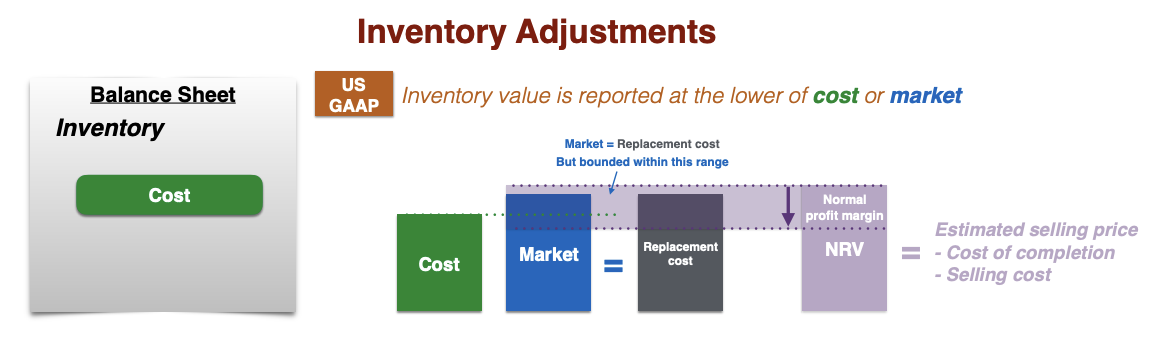 Inventory Adjustments
Balance Sheet
Inventory
Cost
US
GAAP
Inventory value is reported at the lower of cost or market
Market = Replacement cost
But bounded within this range
Cost
Market
=
Replacement
cost
Normal
profit margin
NRV
=
Estimated selling price
- Cost of completion
- Selling cost